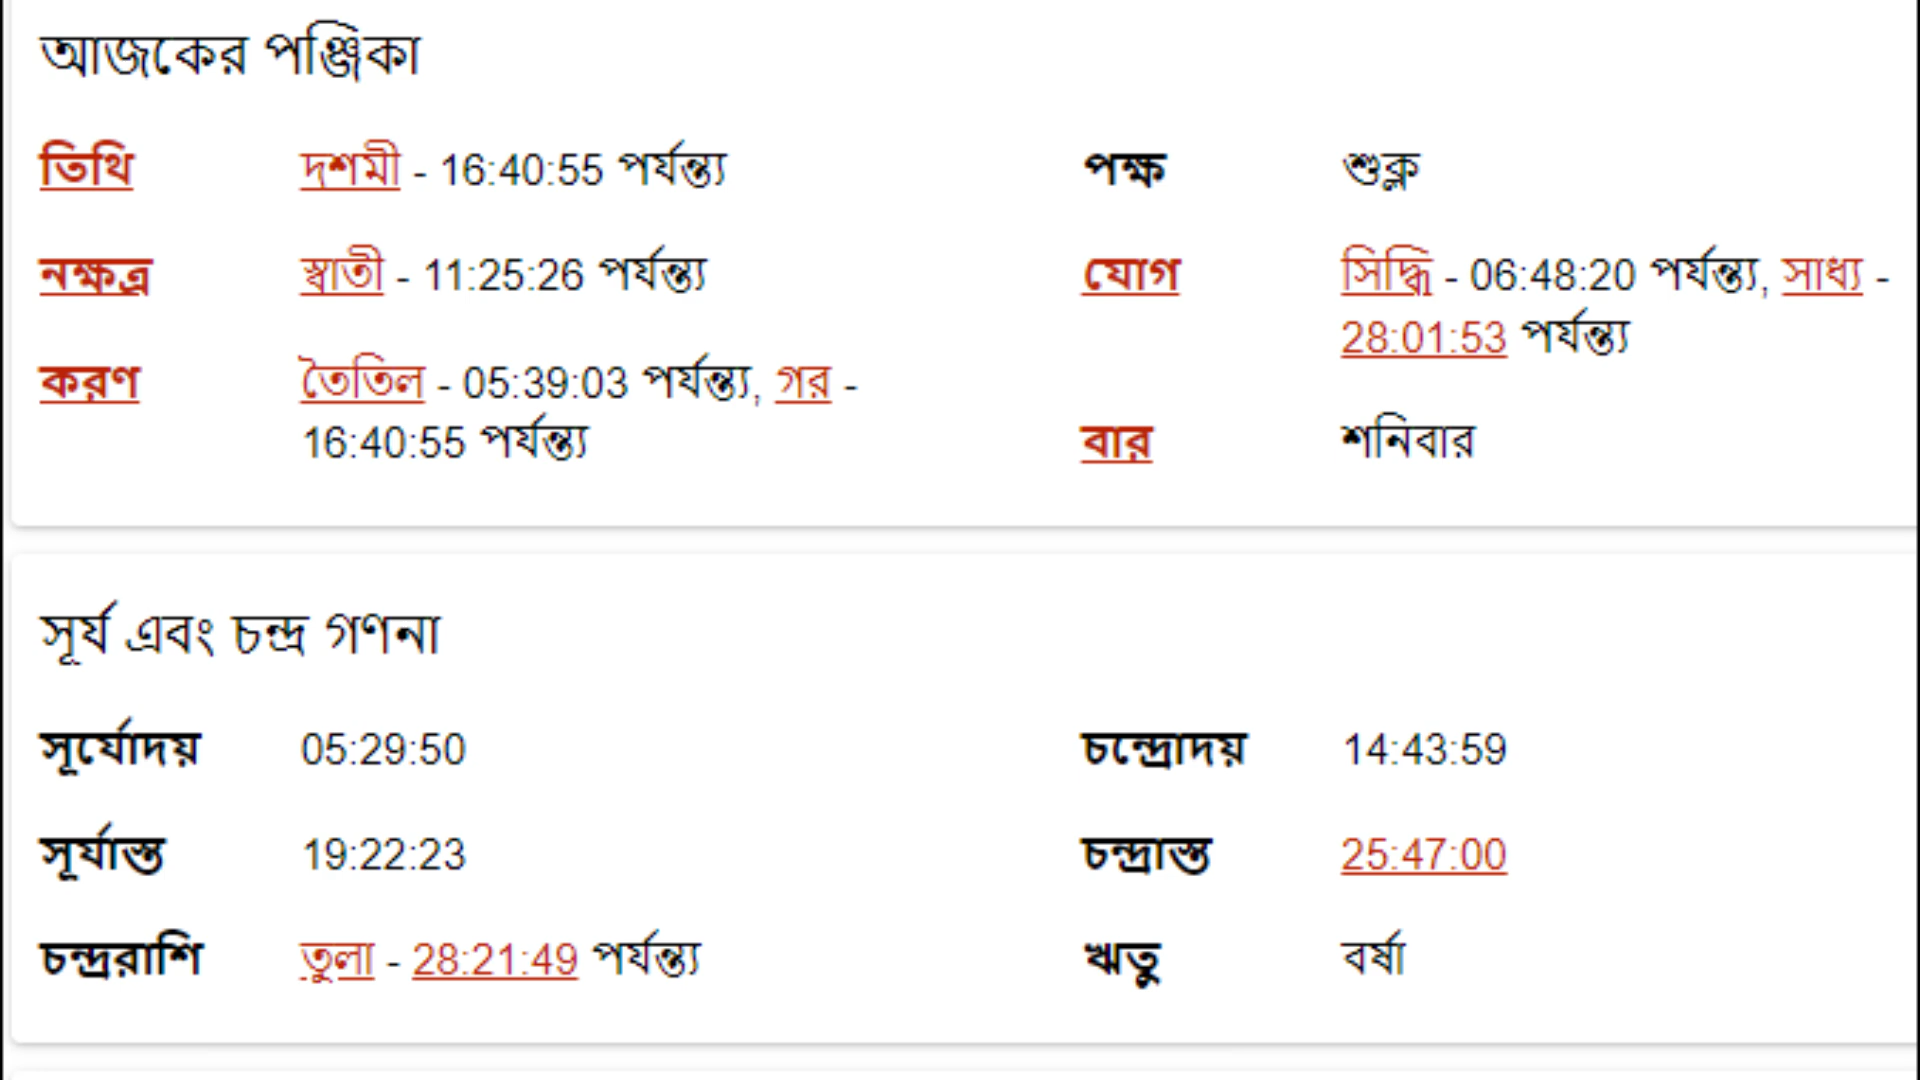 আজকের পঞ্জিকা
তিথি দশমী - 16:40:55 পর্যন্ত্য পক্ষ শুক্ল
নক্ষত্র স্বাতী - 11:25:26 পর্যন্ত্য যোগ সিদ্ধি - 06:48:20 পর্যন্ত্য, সাধ্য -
28:01:53 পর্যন্ত্য
করণ তৈতিল - 05:39:03 পর্যন্ত্য, গর -
16:40:55 পর্যন্ত্য বার শনিবার
সূর্য এবং চন্দ্র গণনা
সূর্যোদয় 05:29:50 চন্দ্রোদয় 14:43:59
সূর্যাস্ত 19:22:23 চন্দ্রাস্ত 25:47:00
চন্দ্ররাশি তুলা - 28:21:49 পর্যন্ত্য ঋতু বর্ষা